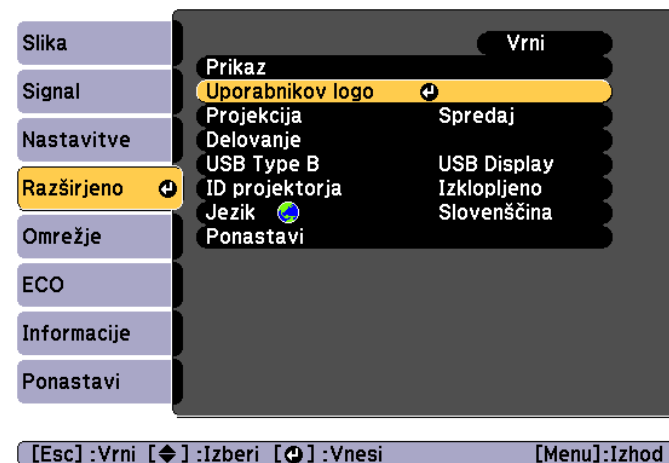 Slika
Signal
Nastavitve
Razširjeno
Omrežje
ECO
Informacije
Ponastavi
Vrni
Prikaz
Uporabnikov logo
Projekcija Spredaj
Delovanje
USB Type B USB Display
ID projektorja Izklopljeno
Jezik Slovenščina
Ponastavi
[Esc] :Vrni [◆] :Izberi [⏎] :Vnesi [Menu]:Izhod